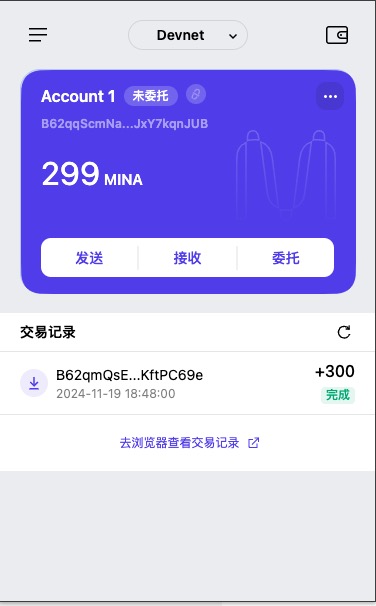 Devnet
Account 1 未委托
B62qqScmNa...JxY7kqnJUB
299 MINA
发送 接收 委托
交易记录
B62qmQsE...KftPC69e +300
2024-11-19 18:48:00 完成
去浏览器查看交易记录